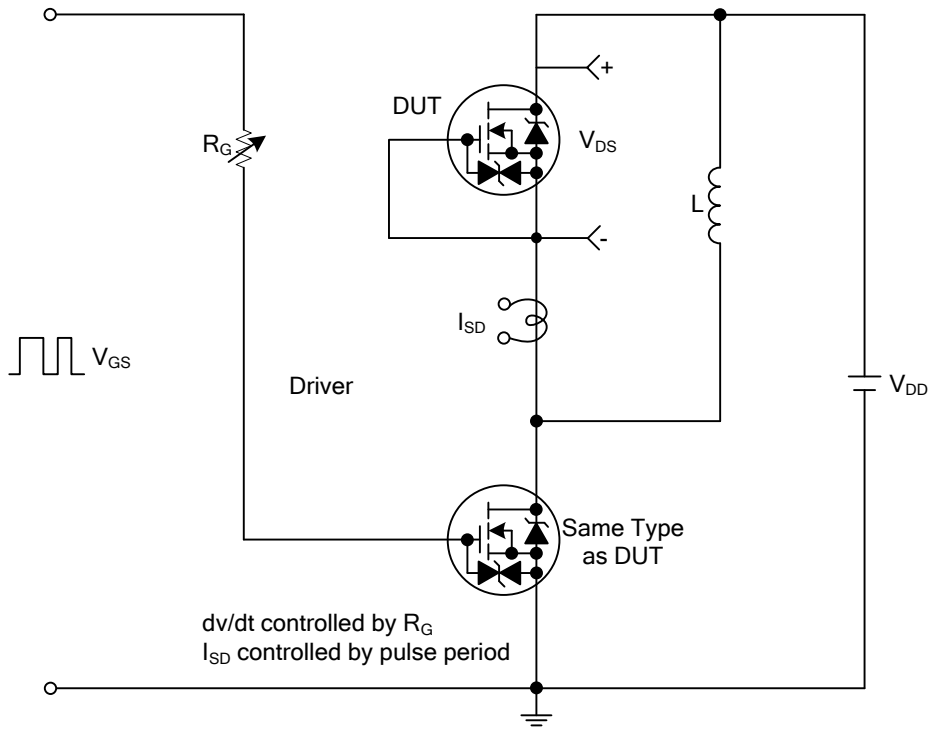 DUT
+
R_G
V_DS
L
-
I_SD
V_GS
Driver
V_DD
Same Type
as DUT
dv/dt controlled by R_G
I_SD controlled by pulse period